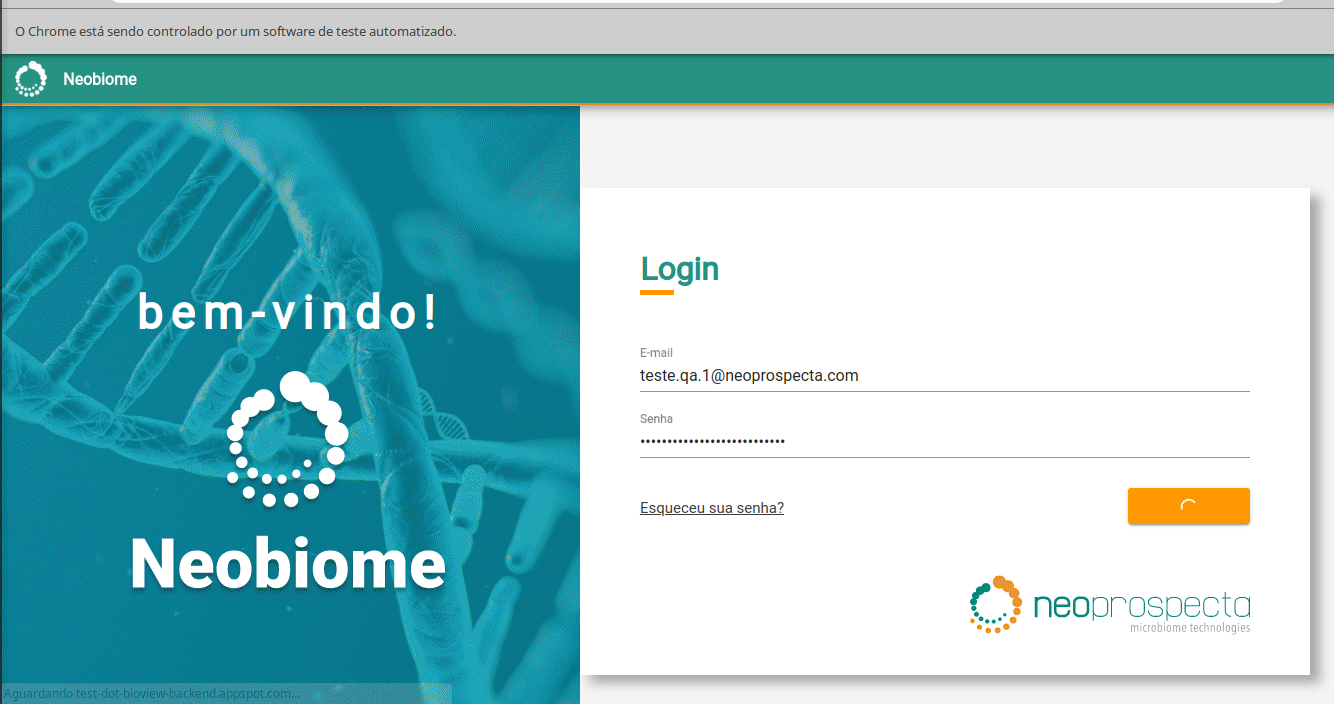 O Chrome está sendo controlado por um software de teste automatizado.
Neobiome
bem-vindo!
Neobiome
Login
E-mail
teste.qa.1@neoprospecta.com
Senha
•••••••••••••••••••••••••••
Esqueceu sua senha?
neoprospecta
microbiome technologies
Aguardando test-dot-bioview-backend.appspot.com...